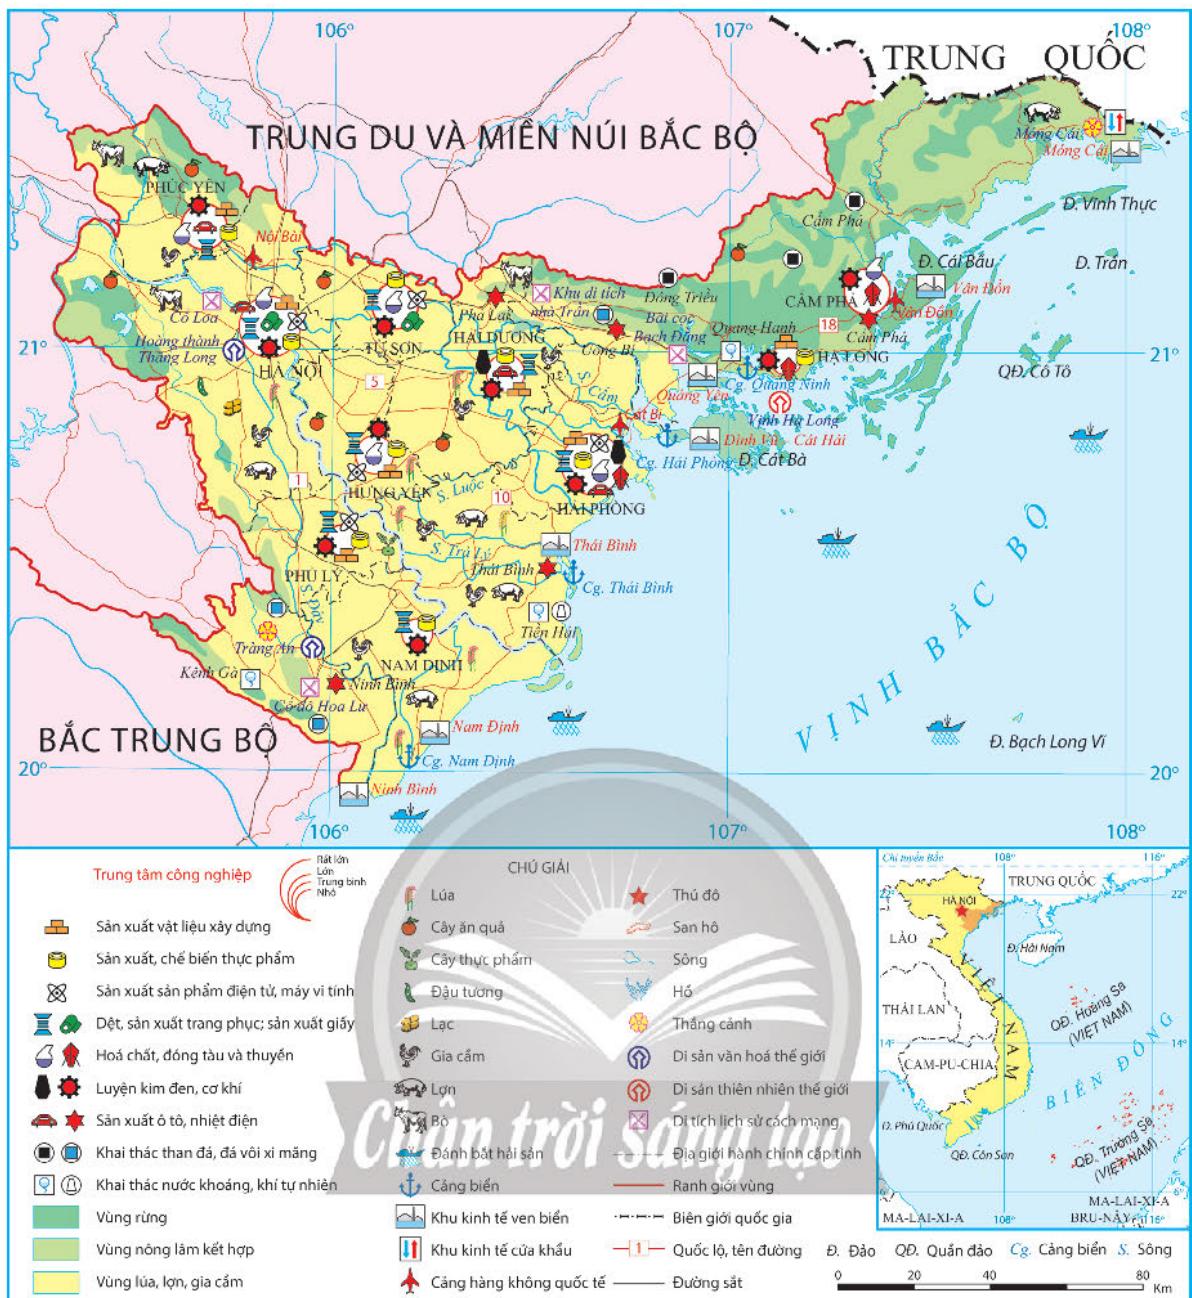 106°
107°
108°
TRUNG QUỐC
TRUNG DU VÀ MIỀN NÚI BẮC BỘ
Móng Cái
Móng Cái
PHÚC YÊN
Nội Bài
Cẩm Phả
Đ. Vĩnh Thực
Đ. Cái Bầu
Đ. Trần
Vân Đồn
Vân Đồn
Cổ Loa
Phả Lại
Khu di tích
nhà Trần
Đông Triều
Bãi cọc
Bạch Đằng
Quang Hanh
CẨM PHẢ
18
Cẩm Phả
Hoàng thành
Thăng Long
HẢI DƯƠNG
Uông Bí
TỪ SƠN
HẠ LONG
21°
21°
HÀ NỘI
5
S. Cấm
Quảng Yên
Cg. Quảng Ninh
QĐ. Cô Tô
Cát Bi
Vịnh Hạ Long
Đình Vũ - Cát Hải
Cg. Hải Phòng
Đ. Cát Bà
1
HƯNG YÊN
S. Luộc
10
HẢI PHÒNG
S. Trà Lý
Thái Bình
PHỦ LÝ
Thái Bình
Cg. Thái Bình
S. Đáy
Tiền Hải
Tràng An
Kênh Gà
NAM ĐỊNH
Ninh Bình
Cố đô Hoa Lư
VỊNH BẮC BỘ
BẮC TRUNG BỘ
Nam Định
Cg. Nam Định
Đ. Bạch Long Vĩ
20°
20°
Ninh Bình
106°
107°
108°
CHÚ GIẢI
Trung tâm công nghiệp
Rất lớn
Lớn
Trung bình
Nhỏ
Sản xuất vật liệu xây dựng
Sản xuất, chế biến thực phẩm
Sản xuất sản phẩm điện tử, máy vi tính
Dệt, sản xuất trang phục; sản xuất giấy
Hoá chất, đóng tàu và thuyền
Luyện kim đen, cơ khí
Sản xuất ô tô, nhiệt điện
Khai thác than đá, đá vôi xi măng
Khai thác nước khoáng, khí tự nhiên
Vùng rừng
Vùng nông lâm kết hợp
Vùng lúa, lợn, gia cầm
Lúa
Cây ăn quả
Cây thực phẩm
Đậu tương
Lạc
Gia cầm
Lợn
Bò
Đánh bắt hải sản
Cảng biển
Khu kinh tế ven biển
Khu kinh tế cửa khẩu
Cảng hàng không quốc tế
Thủ đô
San hô
Sông
Hồ
Thắng cảnh
Di sản văn hoá thế giới
Di sản thiên nhiên thế giới
Di tích lịch sử cách mạng
Địa giới hành chính cấp tỉnh
Ranh giới vùng
Biên giới quốc gia
1 Quốc lộ, tên đường
Đường sắt
Chân trời sáng tạo
Chí tuyến Bắc
108°
116°
TRUNG QUỐC
22°
22°
HÀ NỘI
LÀO
Đ. Hải Nam
THÁI LAN
VIỆT NAM
QĐ. Hoàng Sa
(VIỆT NAM)
14°
14°
CAM-PU-CHIA
BIỂN ĐÔNG
Đ. Phú Quốc
QĐ. Côn Sơn
QĐ. Trường Sa
(VIỆT NAM)
6°
6°
MA-LAI-XI-A
MA-LAI-XI-A
BRU-NÂY
108°
116°
Đ. Đảo QĐ. Quần đảo Cg. Cảng biển S. Sông
0 20 40 60 80
Km